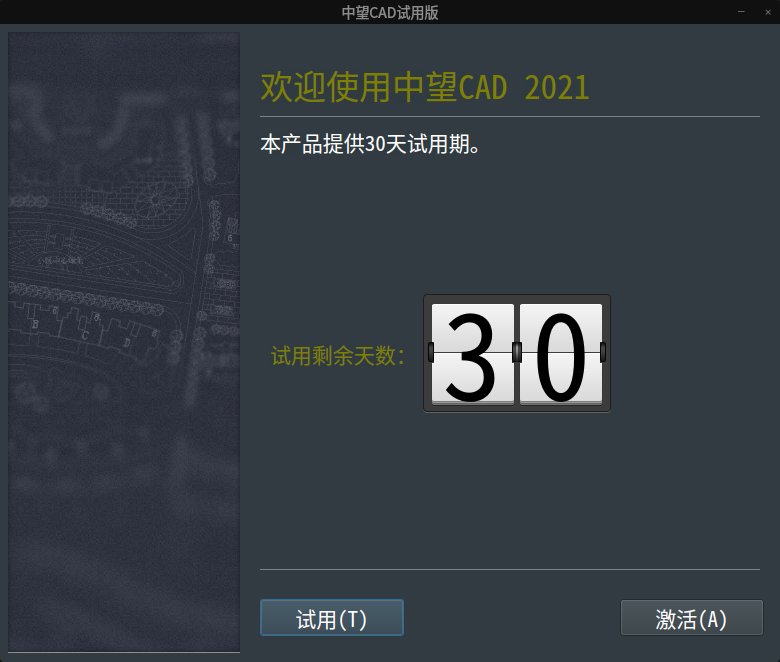 中望CAD试用版
欢迎使用中望CAD 2021
本产品提供30天试用期。
试用剩余天数：
30
试用(T)
激活(A)